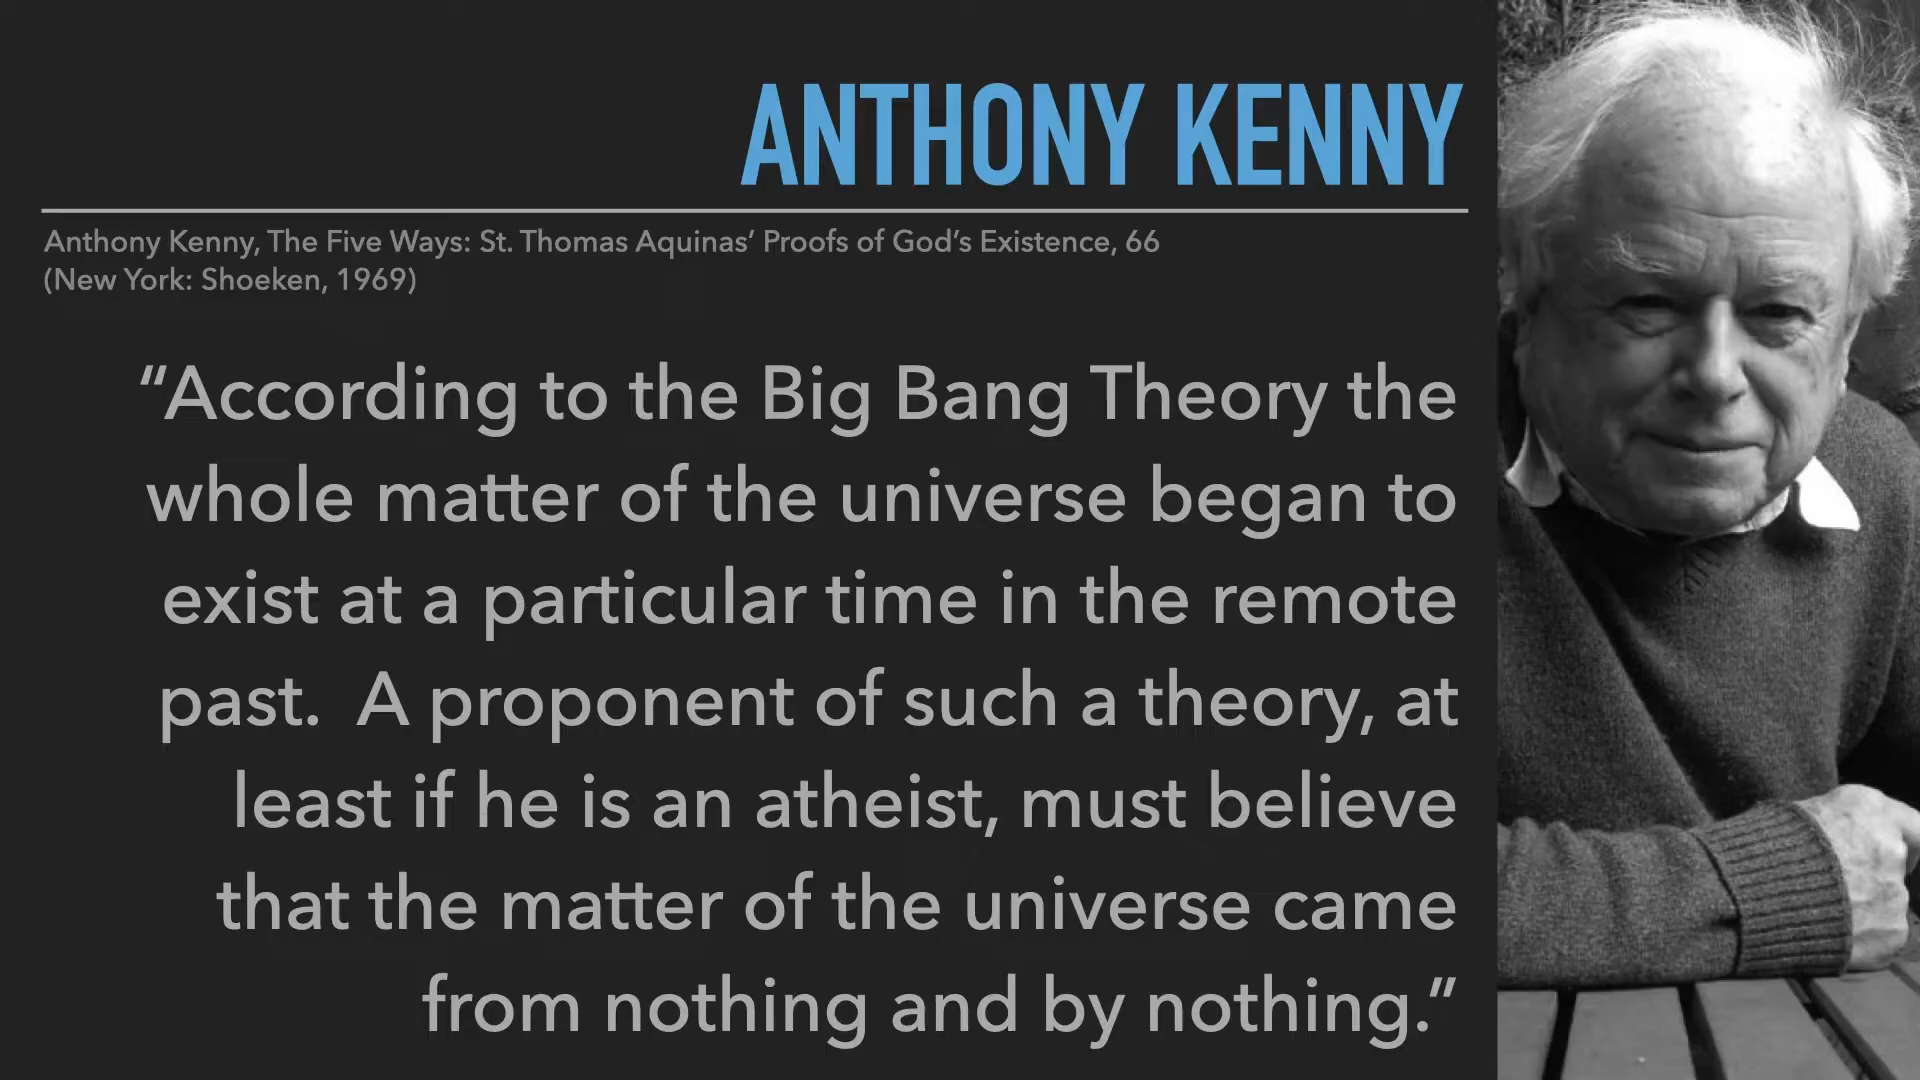 ANTHONY KENNY
Anthony Kenny, The Five Ways: St. Thomas Aquinas’ Proofs of God’s Existence, 66
(New York: Shoeken, 1969)
“According to the Big Bang Theory the
whole matter of the universe began to
exist at a particular time in the remote
past.  A proponent of such a theory, at
least if he is an atheist, must believe
that the matter of the universe came
from nothing and by nothing.”